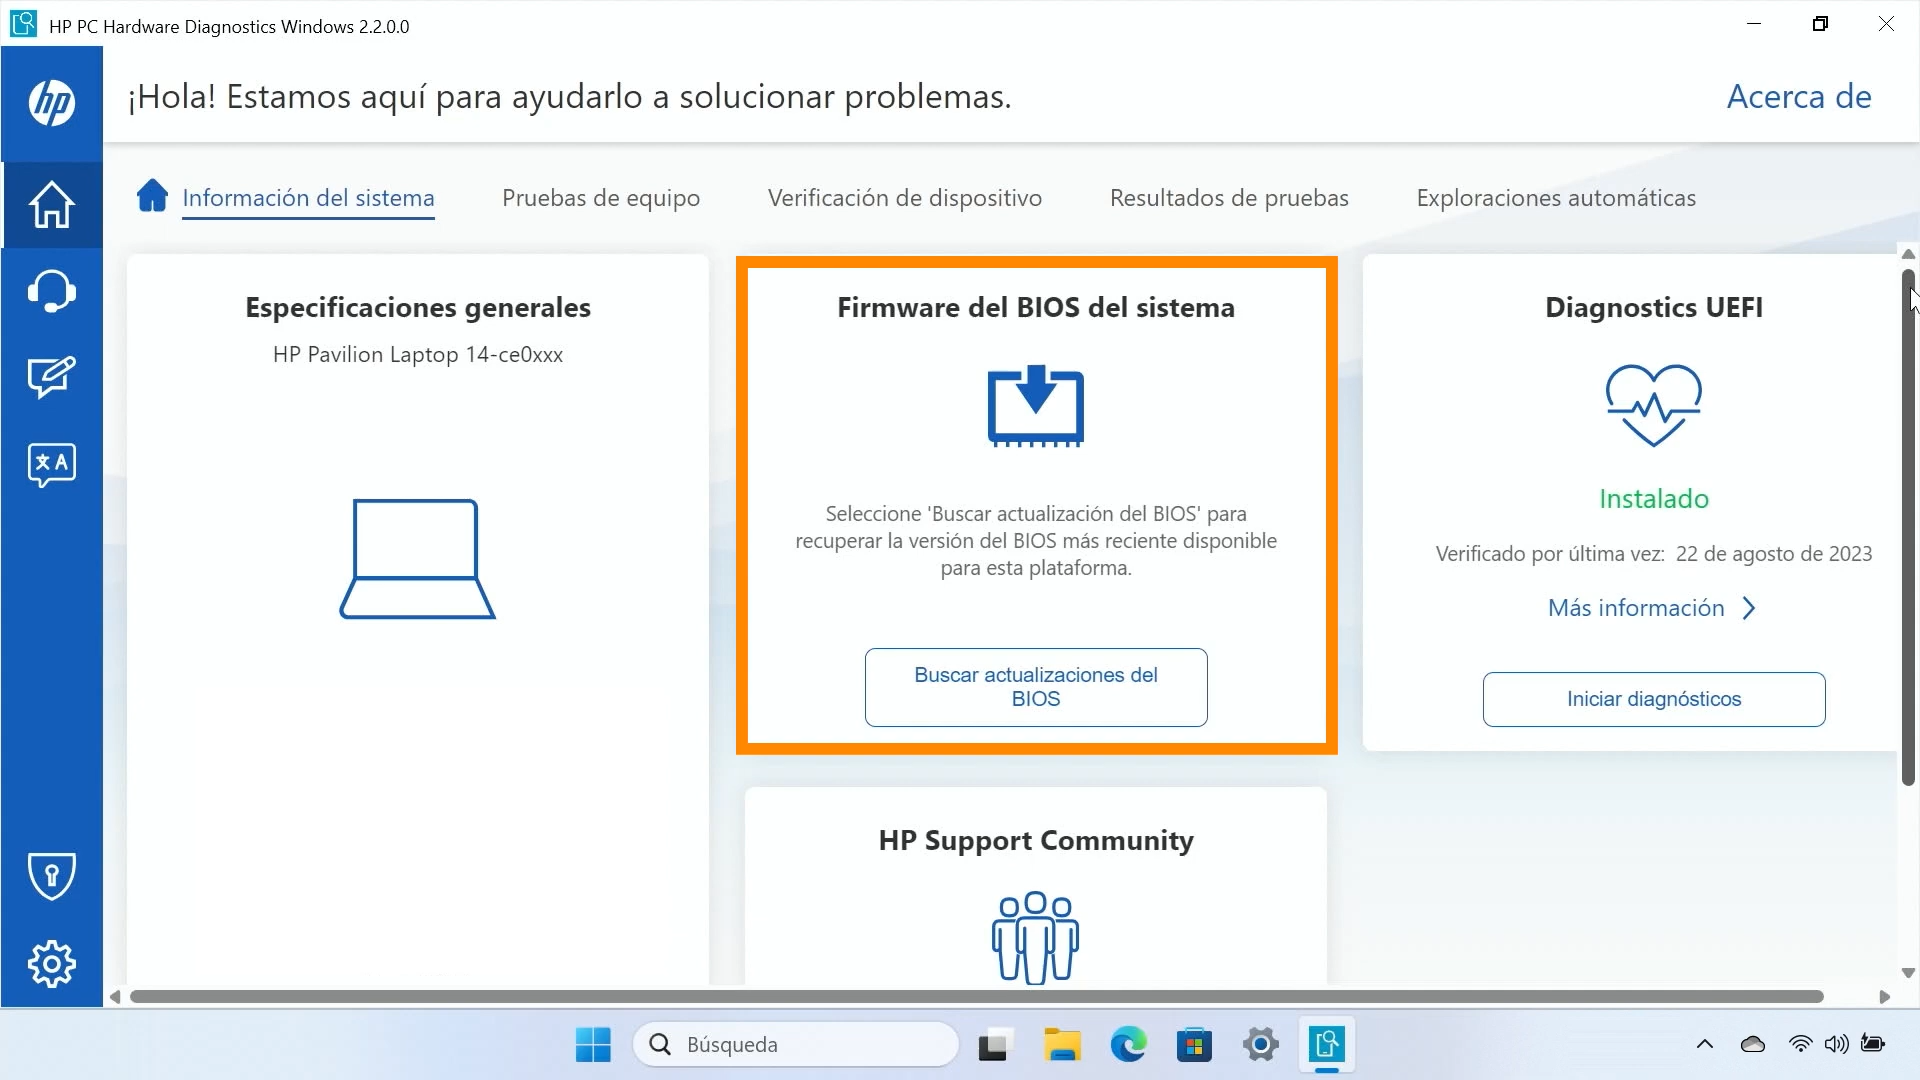 HP PC Hardware Diagnostics Windows 2.2.0.0
hp
¡Hola! Estamos aquí para ayudarlo a solucionar problemas.
Acerca de
Información del sistema
Pruebas de equipo
Verificación de dispositivo
Resultados de pruebas
Exploraciones automáticas
Especificaciones generales
HP Pavilion Laptop 14-ce0xxx
Firmware del BIOS del sistema
Seleccione 'Buscar actualización del BIOS' para
recuperar la versión del BIOS más reciente disponible
para esta plataforma.
Buscar actualizaciones del
BIOS
Diagnostics UEFI
Instalado
Verificado por última vez: 22 de agosto de 2023
Más información
Iniciar diagnósticos
HP Support Community
文A
Búsqueda